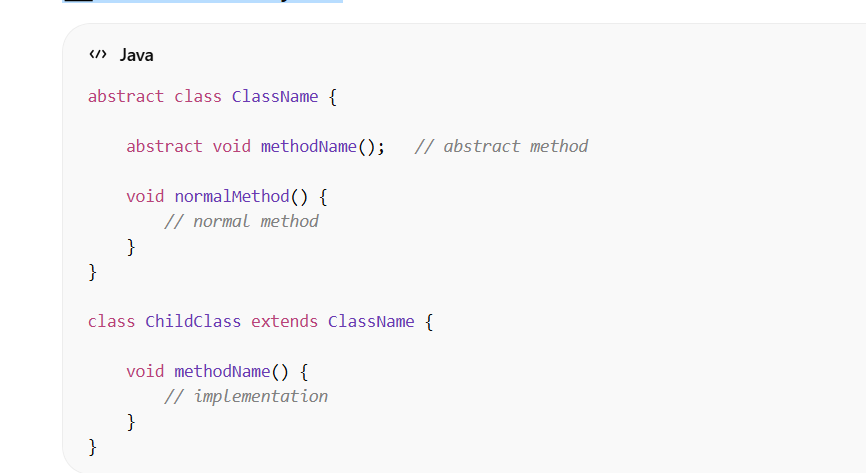 Java
abstract class ClassName {
abstract void methodName();   // abstract method
void normalMethod() {
// normal method
}
}
class ChildClass extends ClassName {
void methodName() {
// implementation
}
}